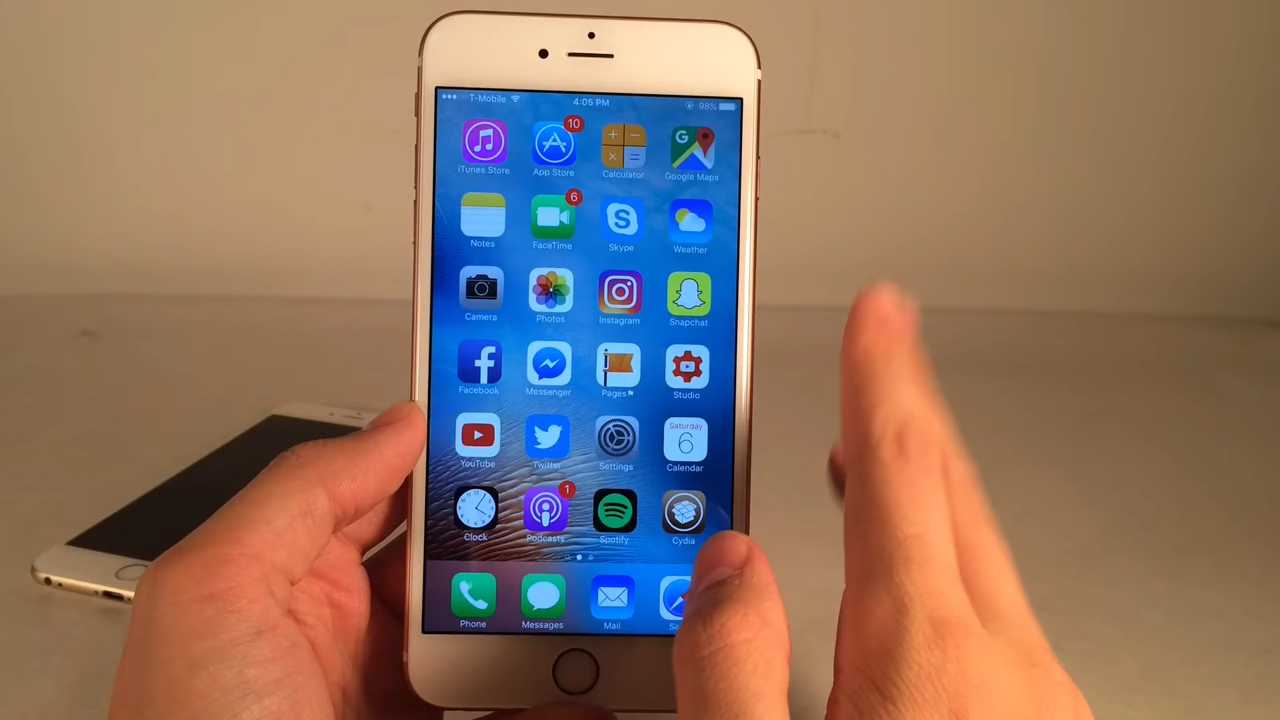 T-Mobile 4:05 PM 98%
10
iTunes Store App Store Calculator Google Maps
6
Notes FaceTime Skype Weather
Camera Photos Instagram Snapchat
Facebook Messenger Pages Studio
Saturday
6
YouTube Twitter Settings Calendar
1
Clock Podcasts Spotify Cydia
Phone Messages Mail